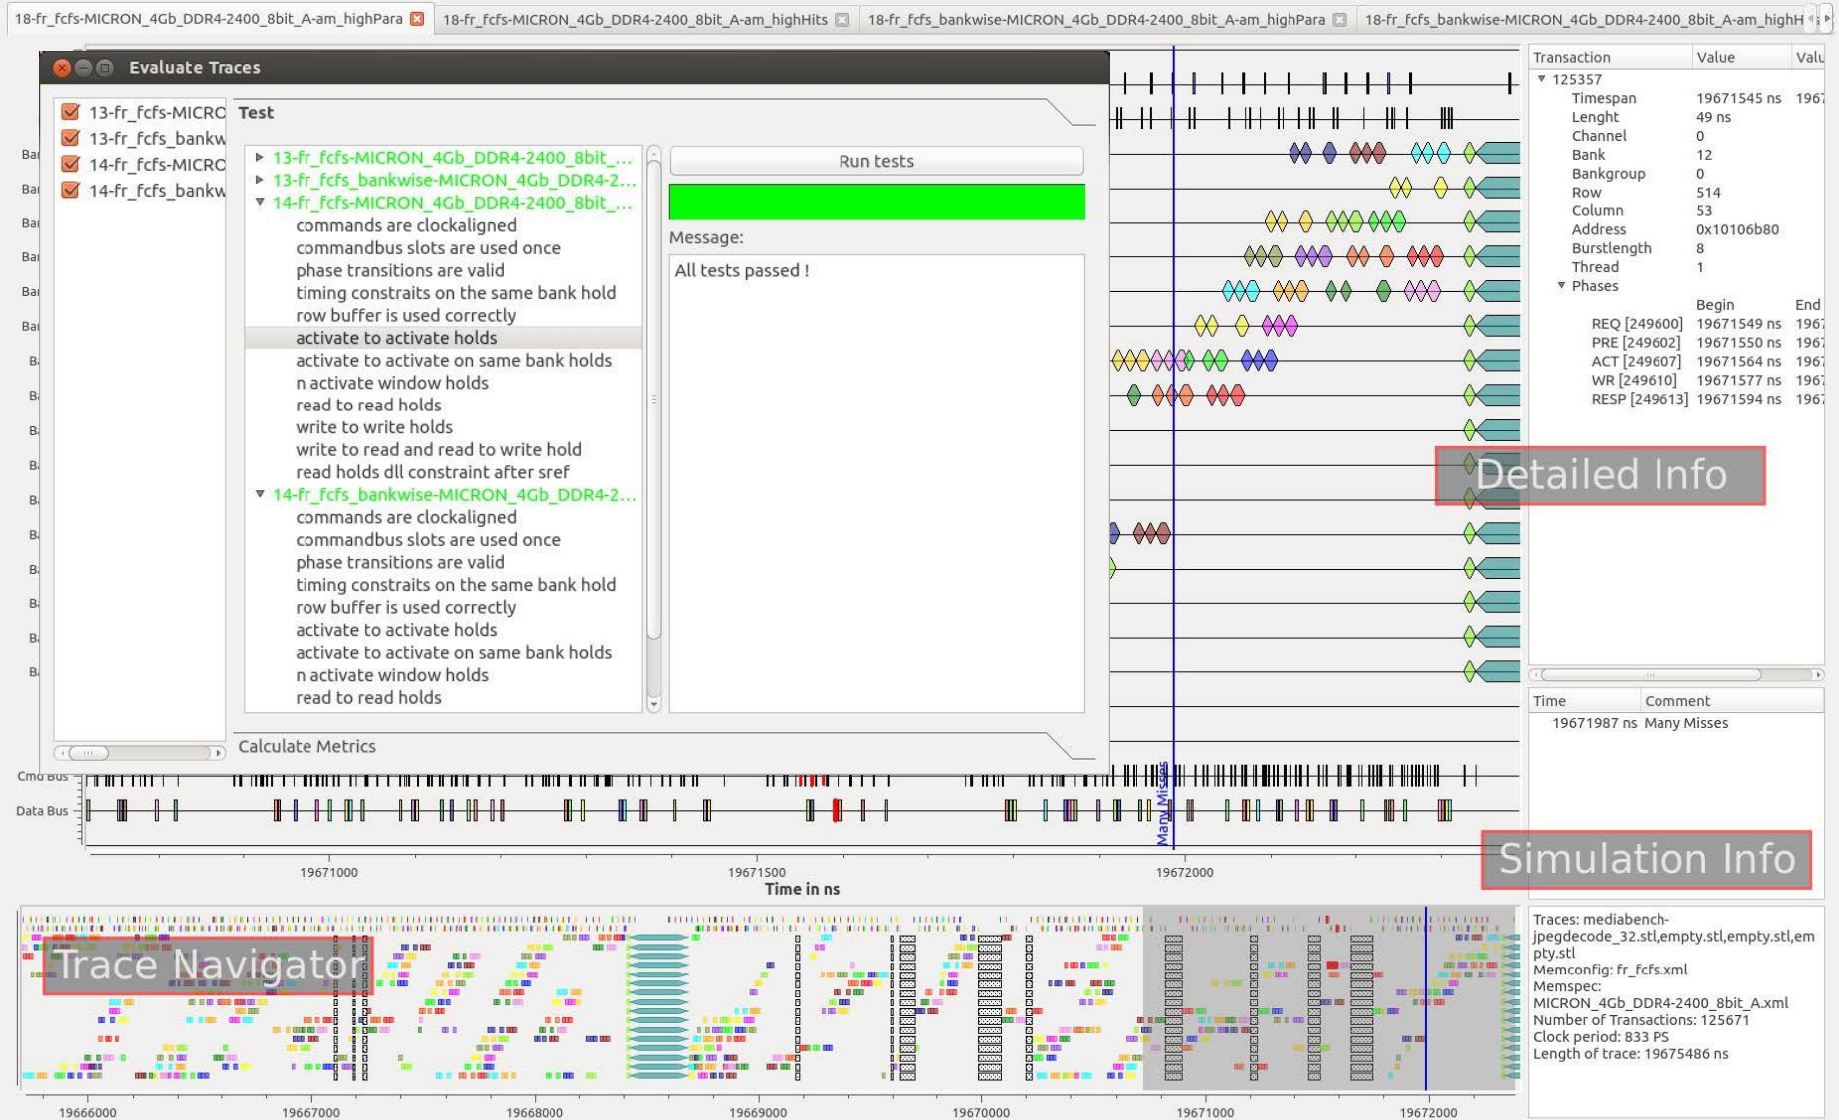 18-fr_fcfs-MICRON_4Gb_DDR4-2400_8bit_A-am_highPara
18-fr_fcfs-MICRON_4Gb_DDR4-2400_8bit_A-am_highHits
18-fr_fcfs_bankwise-MICRON_4Gb_DDR4-2400_8bit_A-am_highPara
18-fr_fcfs_bankwise-MICRON_4Gb_DDR4-2400_8bit_A-am_highH
Evaluate Traces
13-fr_fcfs-MICRO
13-fr_fcfs_bankw
14-fr_fcfs-MICRO
14-fr_fcfs_bankw
Test
13-fr_fcfs-MICRON_4Gb_DDR4-2400_8bit_...
13-fr_fcfs_bankwise-MICRON_4Gb_DDR4-2...
14-fr_fcfs-MICRON_4Gb_DDR4-2400_8bit_...
commands are clockaligned
commandbus slots are used once
phase transitions are valid
timing constraits on the same bank hold
row buffer is used correctly
activate to activate holds
activate to activate on same bank holds
n activate window holds
read to read holds
write to write holds
write to read and read to write hold
read holds dll constraint after sref
14-fr_fcfs_bankwise-MICRON_4Gb_DDR4-2...
commands are clockaligned
commandbus slots are used once
phase transitions are valid
timing constraits on the same bank hold
row buffer is used correctly
activate to activate holds
activate to activate on same bank holds
n activate window holds
read to read holds
Run tests
Message:
All tests passed !
Calculate Metrics
Cmd Bus
Data Bus
Many Misses
19671000 19671500 19672000
Time in ns
Transaction Value Valu
125357
Timespan 19671545 ns 1967
Lenght 49 ns
Channel 0
Bank 12
Bankgroup 0
Row 514
Column 53
Address 0x10106b80
Burstlength 8
Thread 1
Phases
Begin End
REQ [249600] 19671549 ns 1967
PRE [249602] 19671550 ns 1967
ACT [249607] 19671564 ns 1967
WR [249610] 19671577 ns 1967
RESP [249613] 19671594 ns 1967
Detailed Info
Time Comment
19671987 ns Many Misses
Simulation Info
Traces: mediabench-
jpegdecode_32.stl,empty.stl,empty.stl,em
pty.stl
Memconfig: fr_fcfs.xml
Memspec:
MICRON_4Gb_DDR4-2400_8bit_A.xml
Number of Transactions: 125671
Clock period: 833 PS
Length of trace: 19675486 ns
Trace Navigator
19666000 19667000 19668000 19669000 19670000 19671000 19672000